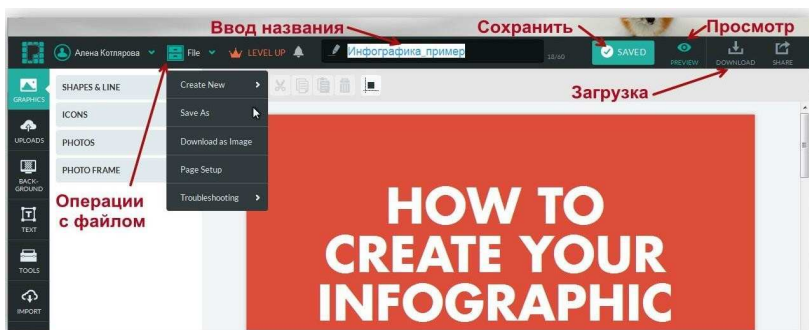 Ввод названия
Сохранить
Просмотр
Алена Котлярова
File
LEVEL UP
Инфографика_пример
18/60
SAVED
PREVIEW
DOWNLOAD
SHARE
Загрузка
GRAPHICS
UPLOADS
BACK-
GROUND
TEXT
TOOLS
IMPORT
SHAPES & LINE
ICONS
PHOTOS
PHOTO FRAME
Create New
Save As
Download as Image
Page Setup
Troubleshooting
Операции
с файлом
HOW TO
CREATE YOUR
INFOGRAPHIC